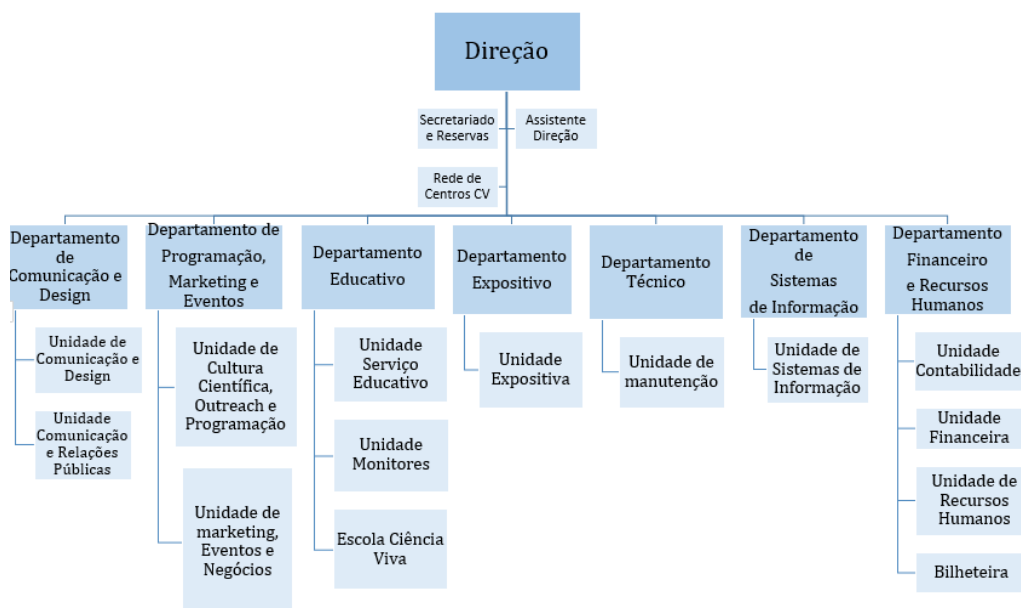 Direção
Secretariado
e Reservas
Assistente
Direção
Rede de
Centros CV
Departamento
de
Comunicação e
Design
Unidade de
Comunicação e
Design
Unidade
Comunicação
e Relações
Públicas
Departamento de
Programação,
Marketing e
Eventos
Unidade de
Cultura
Científica,
Outreach e
Programação
Unidade de
marketing,
Eventos e
Negócios
Departamento
Educativo
Unidade
Serviço
Educativo
Unidade
Monitores
Escola Ciência
Viva
Departamento
Expositivo
Unidade
Expositiva
Departamento
Técnico
Unidade de
manutenção
Departamento
de
Sistemas
de Informação
Unidade de
Sistemas de
Informação
Departamento
Financeiro
e Recursos
Humanos
Unidade
Contabilidade
Unidade
Financeira
Unidade de
Recursos
Humanos
Bilheteira